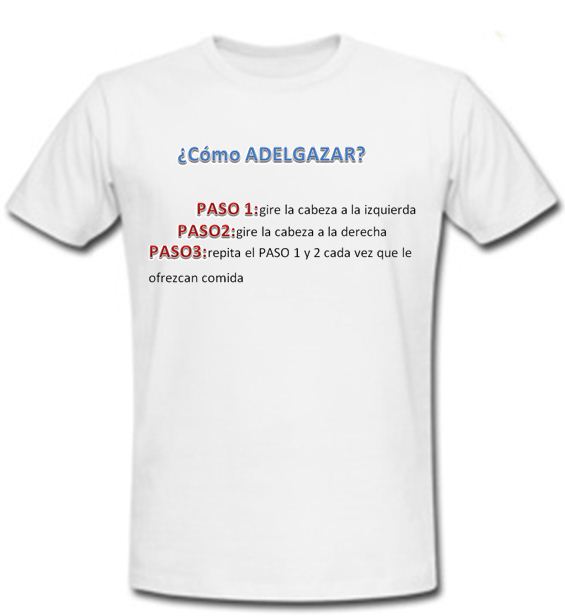 ¿Cómo ADELGAZAR?
PASO 1:gire la cabeza a la izquierda
PASO2:gire la cabeza a la derecha
PASO3:repita el PASO 1 y 2 cada vez que le
ofrezcan comida